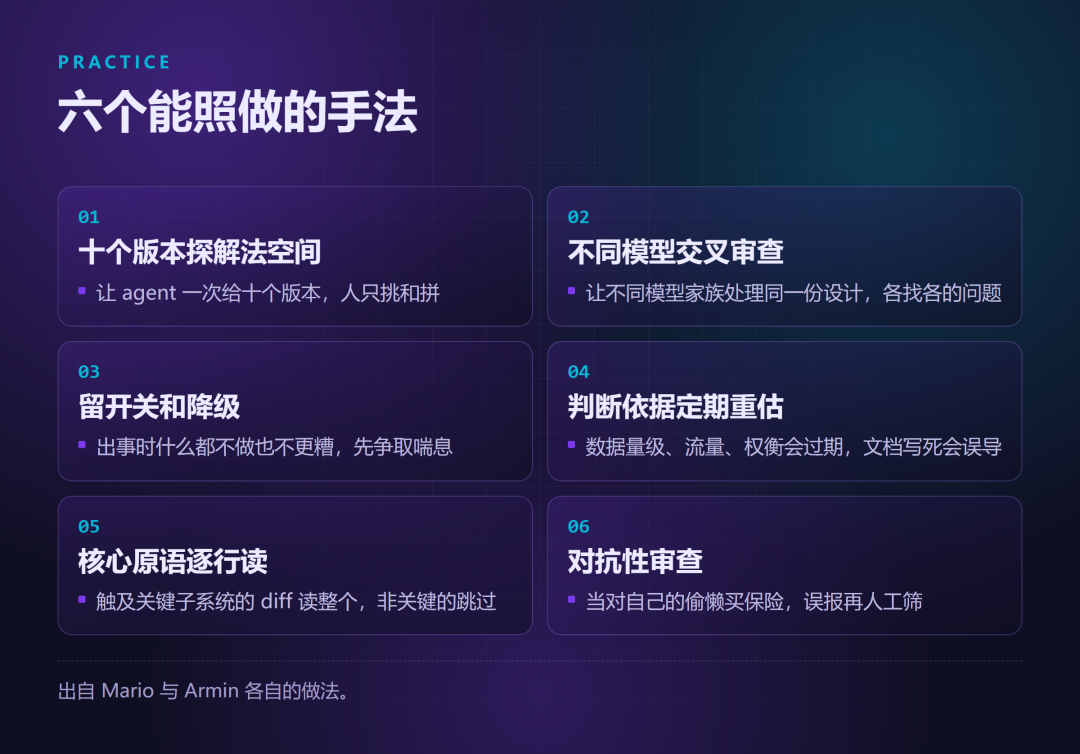 PRACTICE
六个能照做的手法
01
十个版本探解法空间
让 agent 一次给十个版本，人只挑和拼
02
不同模型交叉审查
让不同模型家族处理同一份设计，各找各的问题
03
留开关和降级
出事时什么都不做也不更糟，先争取喘息
04
判断依据定期重估
数据量级、流量、权衡会过期，文档写死会误导
05
核心原语逐行读
触及关键子系统的 diff 读整个，非关键的跳过
06
对抗性审查
当对自己的偷懒买保险，误报再人工筛
出自 Mario 与 Armin 各自的做法。